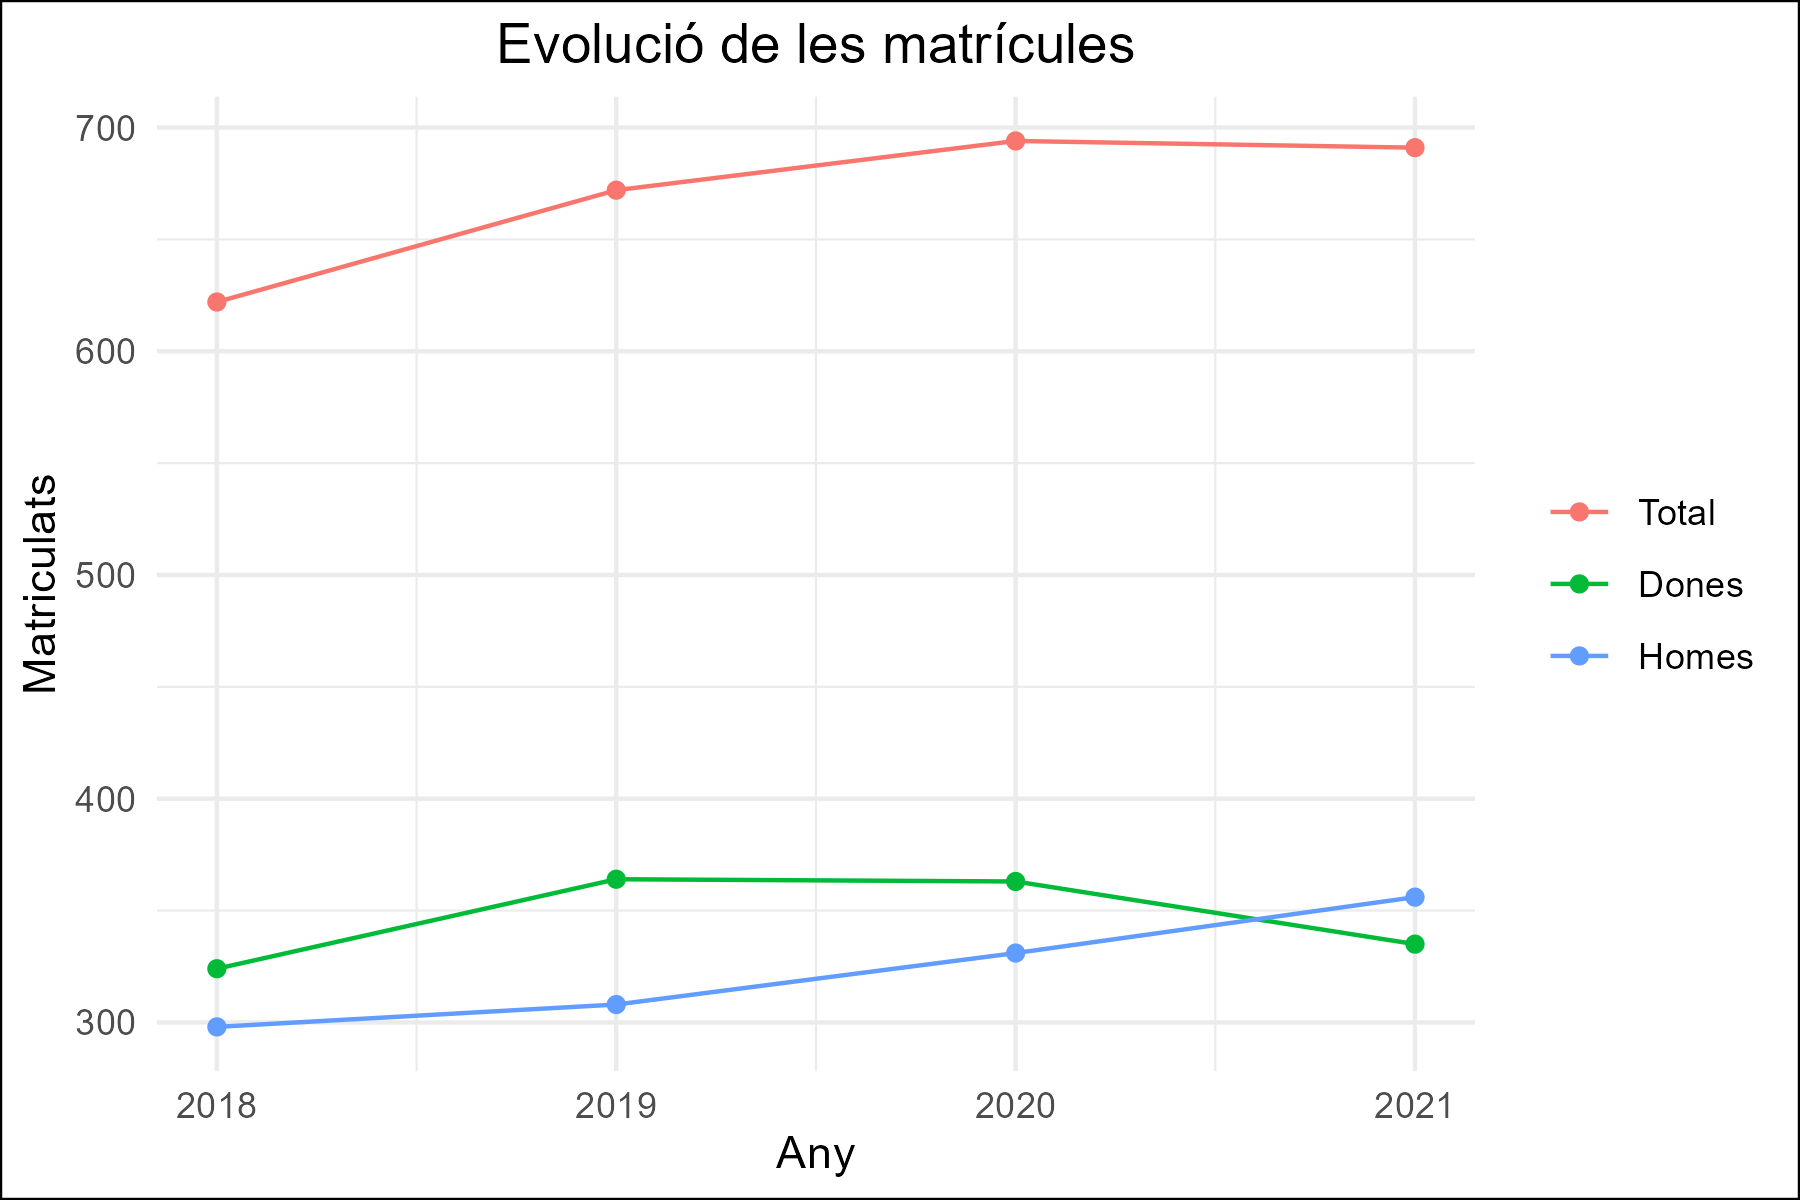 Evolució de les matrícules
Matriculats
700
600
500
400
300
2018 2019 2020 2021
Any
Total
Dones
Homes